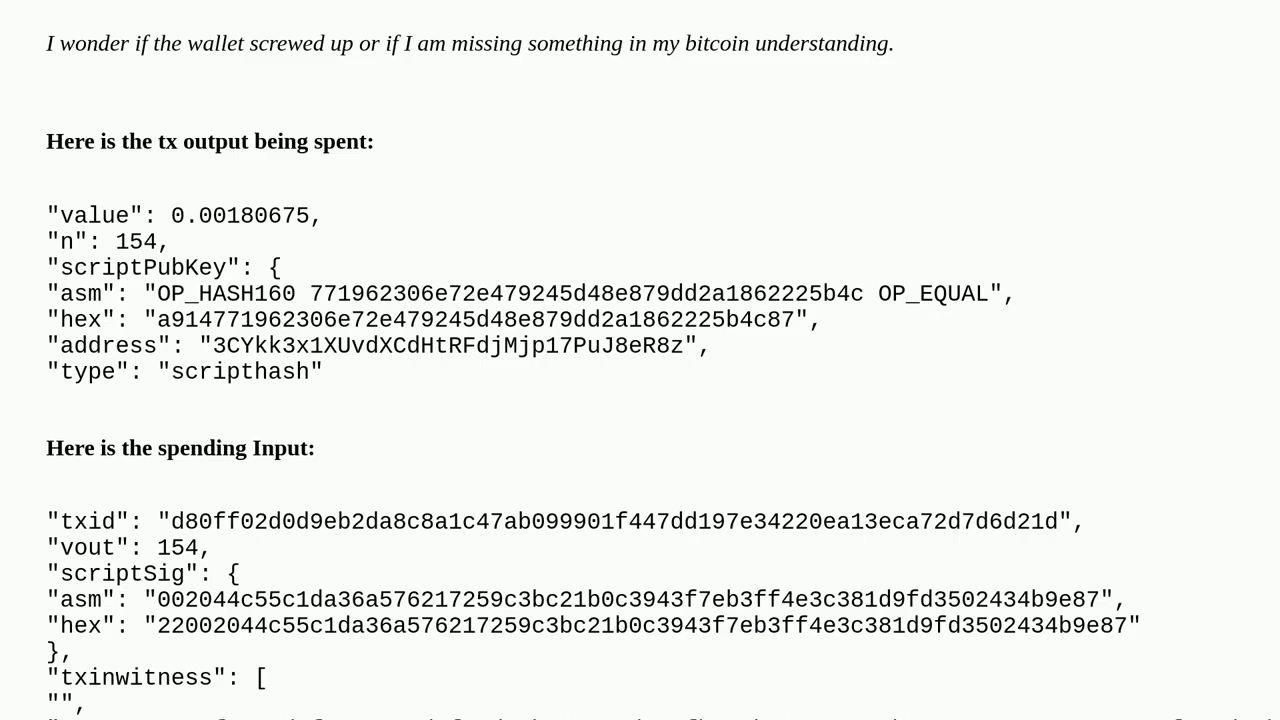 I wonder if the wallet screwed up or if I am missing something in my bitcoin understanding.
Here is the tx output being spent:
"value": 0.00180675,
"n": 154,
"scriptPubKey": {
"asm": "OP_HASH160 771962306e72e479245d48e879dd2a1862225b4c OP_EQUAL",
"hex": "a914771962306e72e479245d48e879dd2a1862225b4c87",
"address": "3CYkk3x1XUvdXCdHtRFdjMjp17PuJ8eR8z",
"type": "scripthash"
Here is the spending Input:
"txid": "d80ff02d0d9eb2da8c8a1c47ab099901f447dd197e34220ea13eca72d7d6d21d",
"vout": 154,
"scriptSig": {
"asm": "002044c55c1da36a576217259c3bc21b0c3943f7eb3ff4e3c381d9fd3502434b9e87",
"hex": "22002044c55c1da36a576217259c3bc21b0c3943f7eb3ff4e3c381d9fd3502434b9e87"
},
"txinwitness": [
"",